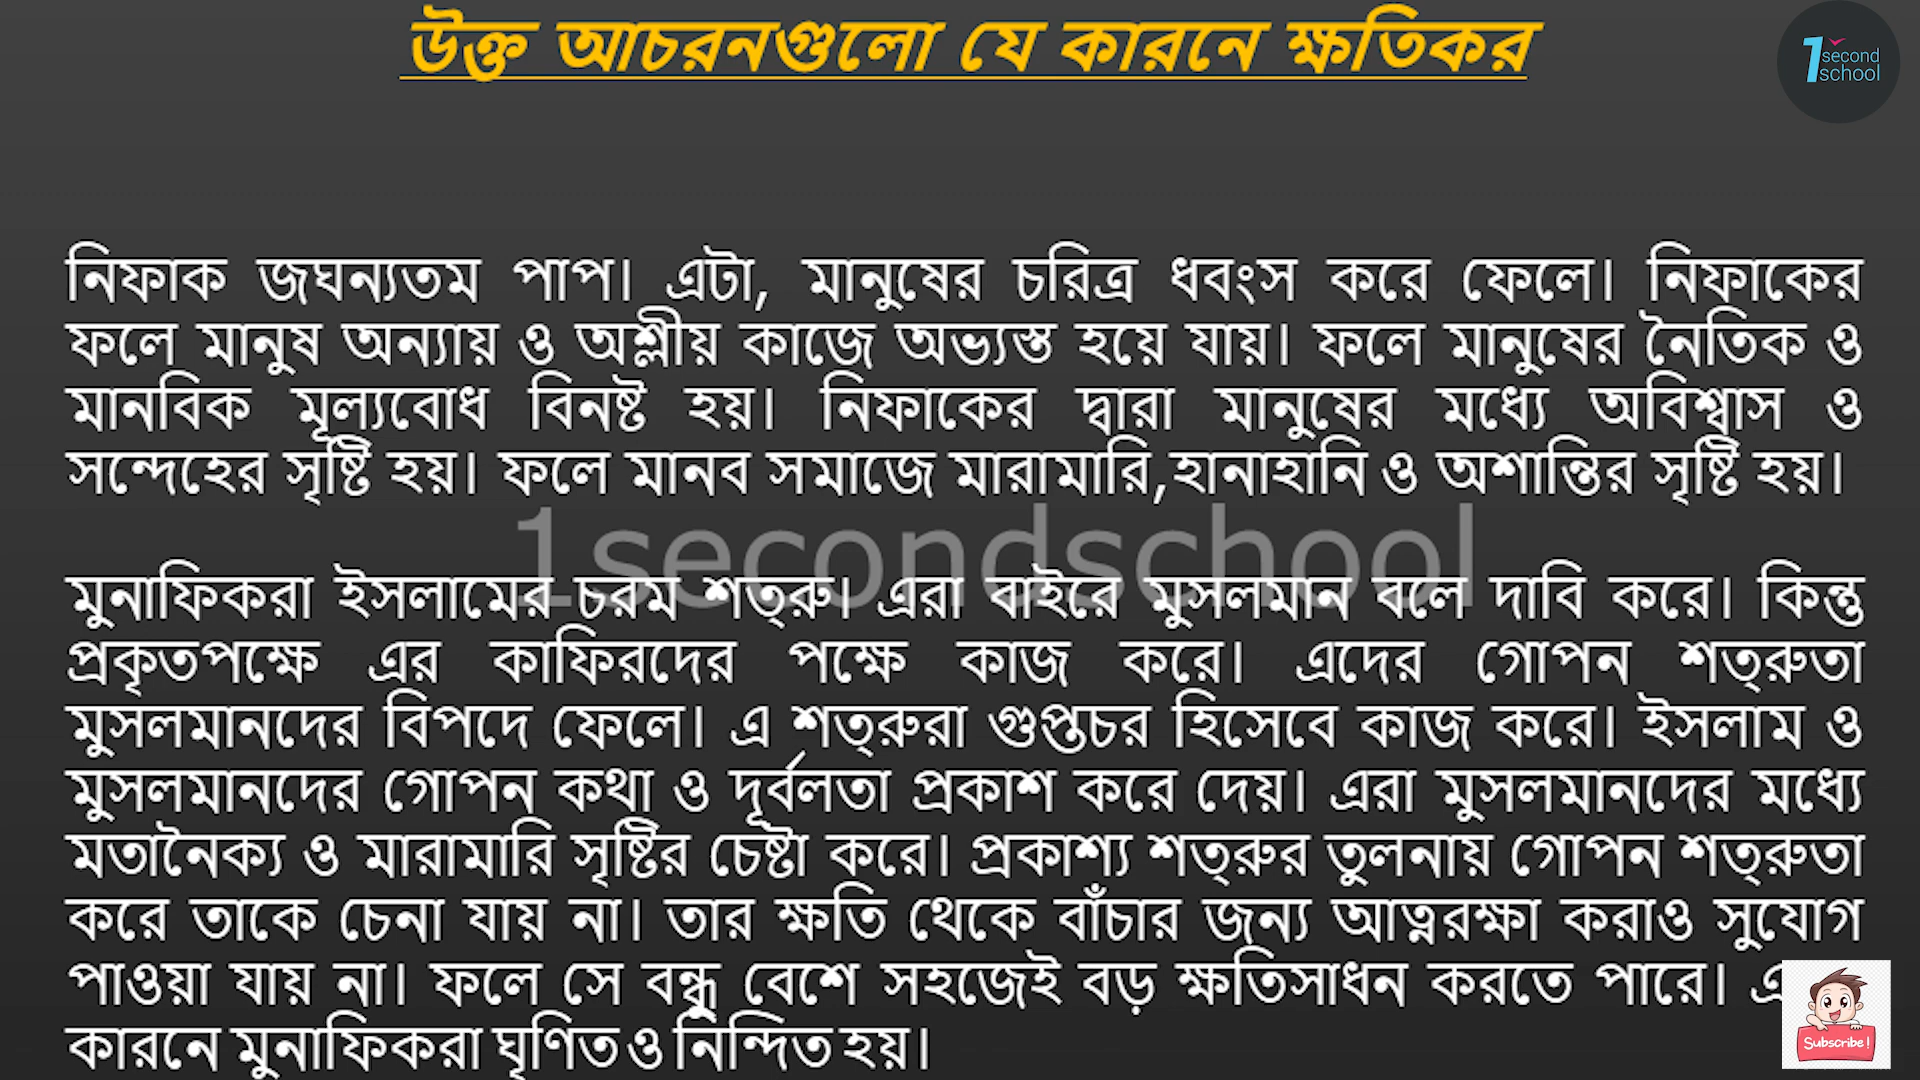 উক্ত আচরনগুলো যে কারনে ক্ষতিকর
1 second
school
নিফাক জঘন্যতম পাপ। এটা, মানুষের চরিত্র ধবংস করে ফেলে। নিফাকের
ফলে মানুষ অন্যায় ও অশ্লীয় কাজে অভ্যস্ত হয়ে যায়। ফলে মানুষের নৈতিক ও
মানবিক মূল্যবোধ বিনষ্ট হয়। নিফাকের দ্বারা মানুষের মধ্যে অবিশ্বাস ও
সন্দেহের সৃষ্টি হয়। ফলে মানব সমাজে মারামারি,হানাহানি ও অশান্তির সৃষ্টি হয়।
1secondschool
মুনাফিকরা ইসলামের চরম শত্রু। এরা বাইরে মুসলমান বলে দাবি করে। কিন্তু
প্রকৃতপক্ষে এর কাফিরদের পক্ষে কাজ করে। এদের গোপন শত্রুতা
মুসলমানদের বিপদে ফেলে। এ শত্রুরা গুপ্তচর হিসেবে কাজ করে। ইসলাম ও
মুসলমানদের গোপন কথা ও দূর্বলতা প্রকাশ করে দেয়। এরা মুসলমানদের মধ্যে
মতানৈক্য ও মারামারি সৃষ্টির চেষ্টা করে। প্রকাশ্য শত্রুর তুলনায় গোপন শত্রুতা
করে তাকে চেনা যায় না। তার ক্ষতি থেকে বাঁচার জন্য আত্নরক্ষা করাও সুযোগ
পাওয়া যায় না। ফলে সে বন্ধু বেশে সহজেই বড় ক্ষতিসাধন করতে পারে।
কারনে মুনাফিকরা ঘৃণিত ও নিন্দিত হয়।
Subscribe!